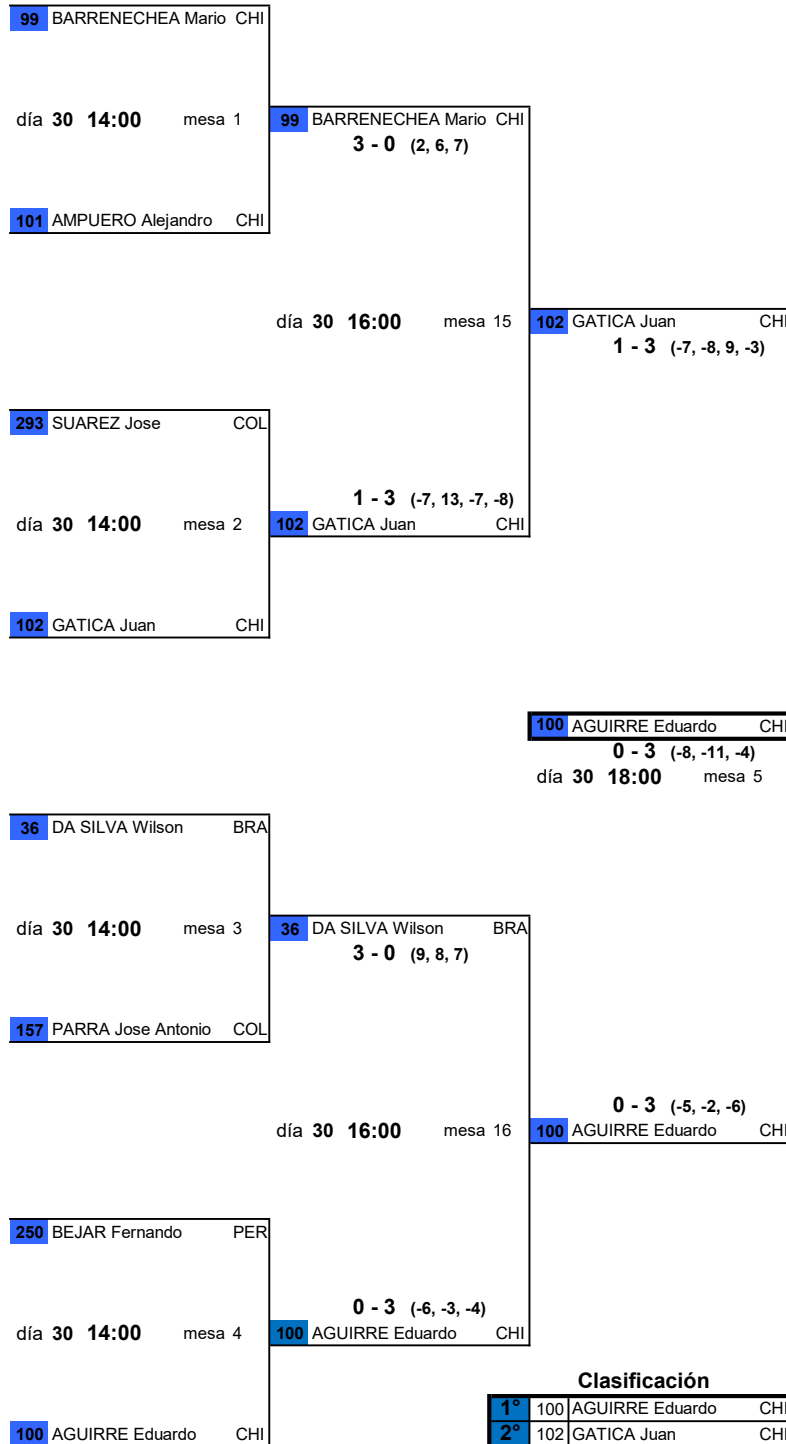 99 BARRENECHEA Mario CHI
día 30 14:00 mesa 1
99 BARRENECHEA Mario CHI
3 - 0 (2, 6, 7)
101 AMPUERO Alejandro CHI
día 30 16:00 mesa 15
102 GATICA Juan CHI
1 - 3 (-7, -8, 9, -3)
293 SUAREZ Jose COL
1 - 3 (-7, 13, -7, -8)
día 30 14:00 mesa 2
102 GATICA Juan CHI
102 GATICA Juan CHI
100 AGUIRRE Eduardo CHI
0 - 3 (-8, -11, -4)
día 30 18:00 mesa 5
36 DA SILVA Wilson BRA
día 30 14:00 mesa 3
36 DA SILVA Wilson BRA
3 - 0 (9, 8, 7)
157 PARRA Jose Antonio COL
0 - 3 (-5, -2, -6)
día 30 16:00 mesa 16
100 AGUIRRE Eduardo CHI
250 BEJAR Fernando PER
0 - 3 (-6, -3, -4)
día 30 14:00 mesa 4
100 AGUIRRE Eduardo CHI
Clasificación
1° 100 AGUIRRE Eduardo CHI
100 AGUIRRE Eduardo CHI
2° 102 GATICA Juan CHI